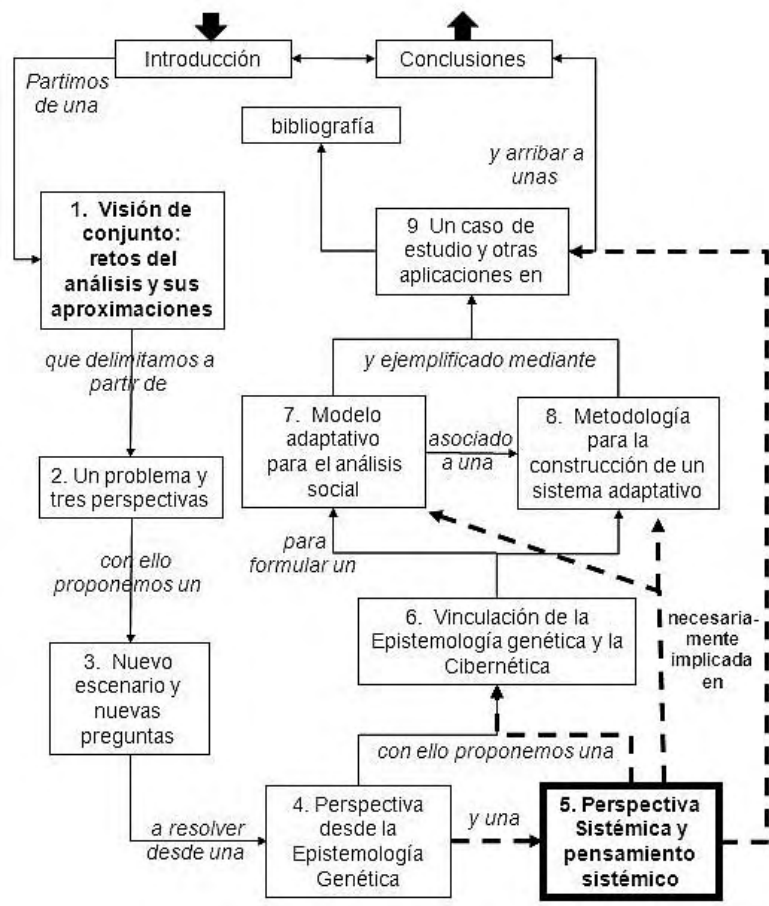 Introducción
Conclusiones
Partimos
de una
bibliografía
y arribar a
unas
1. Visión de
conjunto:
retos del
análisis y sus
aproximaciones
9 Un caso de
estudio y otras
aplicaciones en
que delimitamos a
partir de
y ejemplificado mediante
7. Modelo
adaptativo
para el análisis
social
asociado
a una
8. Metodología
para la
construcción de un
sistema adaptativo
2. Un problema y
tres perspectivas
con ello
proponemos un
para
formular un
6. Vinculación de la
Epistemología genética y la
Cibernética
necesaria-
mente
implicada
en
3. Nuevo
escenario y
nuevas
preguntas
con ello proponemos una
a resolver
desde una
4. Perspectiva
desde la
Epistemología
Genética
y una
5. Perspectiva
Sistémica y
pensamiento
sistémico